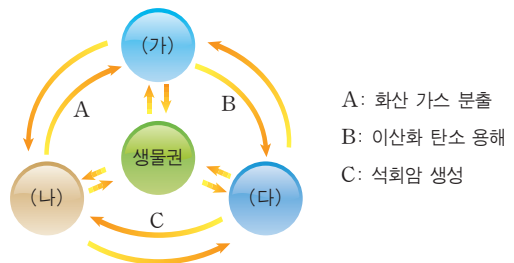 (가)
A
B
A: 화산 가스 분출
B: 이산화 탄소 용해
C: 석회암 생성
생물권
(나)
(다)
C